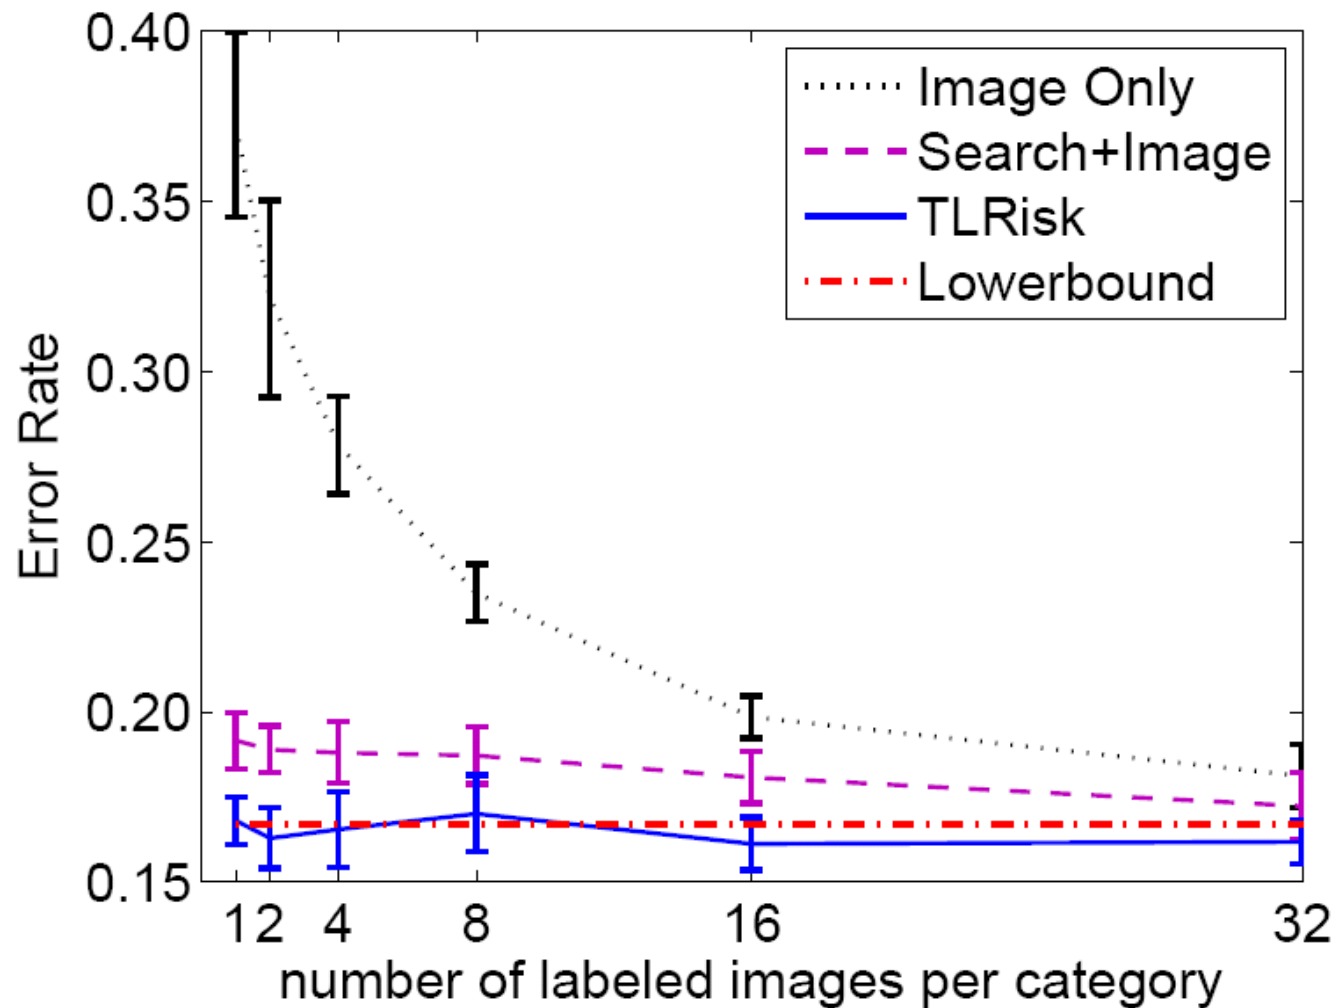 0.40
0.35
0.30
0.25
0.20
0.15
Error Rate
Image Only
Search+Image
TLRisk
Lowerbound
1 2 4 8 16 32
number of labeled images per category